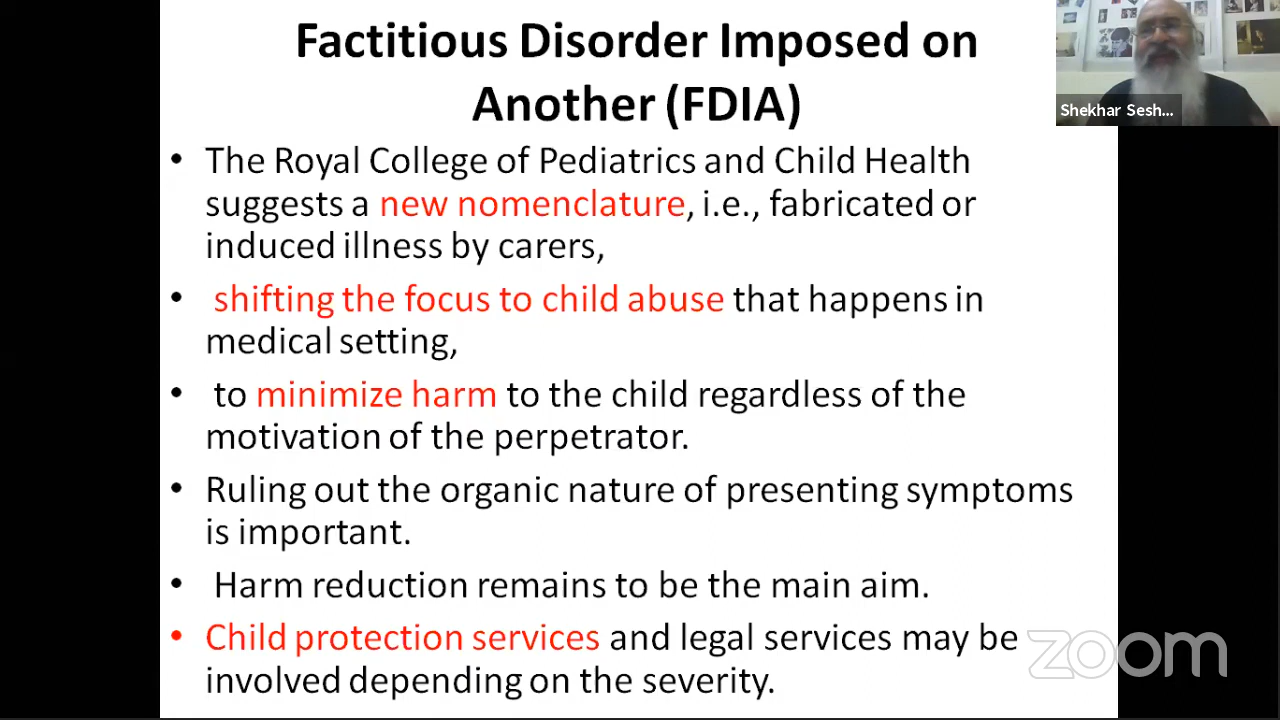 Factitious Disorder Imposed on
Another (FDIA)
Shekhar Sesh...
• The Royal College of Pediatrics and Child Health
suggests a new nomenclature, i.e., fabricated or
induced illness by carers,
• shifting the focus to child abuse that happens in
medical setting,
• to minimize harm to the child regardless of the
motivation of the perpetrator.
• Ruling out the organic nature of presenting symptoms
is important.
• Harm reduction remains to be the main aim.
• Child protection services and legal services may be
involved depending on the severity.
zoom